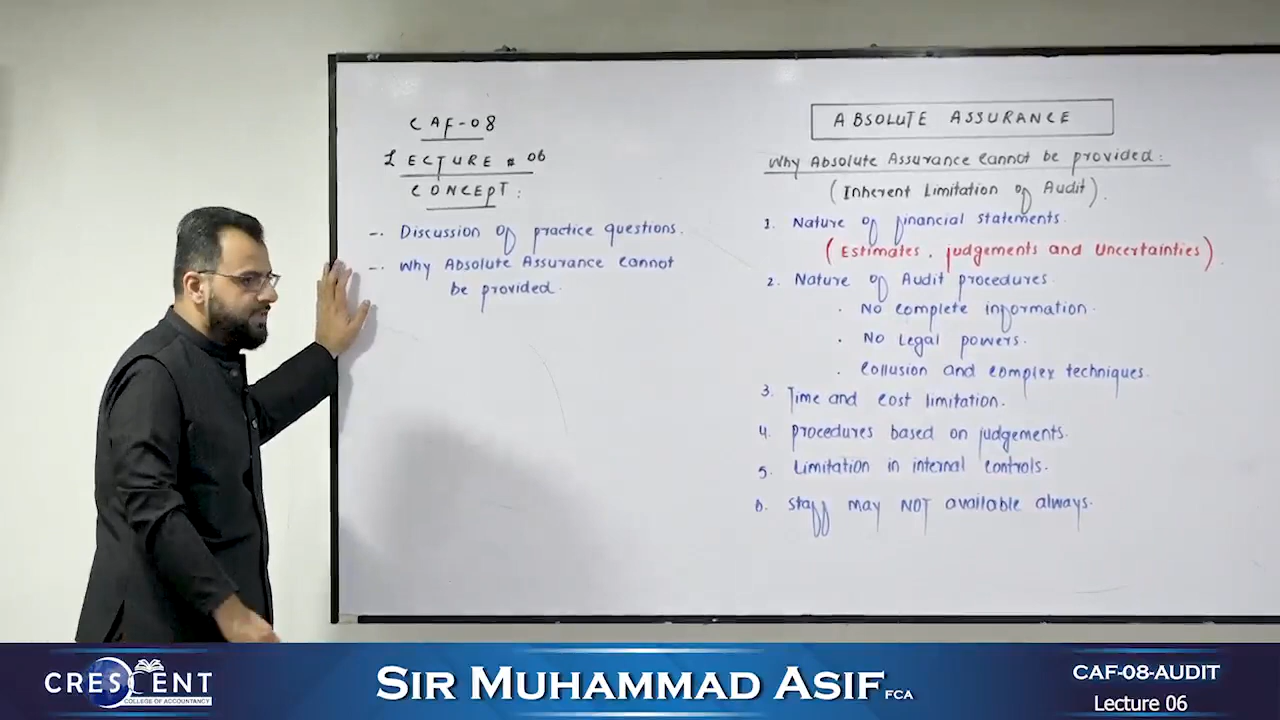 CAF-08
LECTURE # 06
CONCEPT:
-. Discussion of practice questions.
-. Why Absolute Assurance cannot
be provided.
ABSOLUTE ASSURANCE
Why Absolute Assurance cannot be provided:
(Inherent Limitation of Audit).
1. Nature of financial statements.
(Estimates, judgements and Uncertainties).
2. Nature of Audit procedures.
. No complete information.
. No Legal powers.
. Collusion and complex techniques.
3. Time and cost limitation.
4. procedures based on judgements.
5. Limitation in internal controls.
6. Staff may NOT available always.
CRESCENT
COLLEGE OF ACCOUNTANCY
SIR MUHAMMAD ASIF FCA
CAF-08-AUDIT
Lecture 06